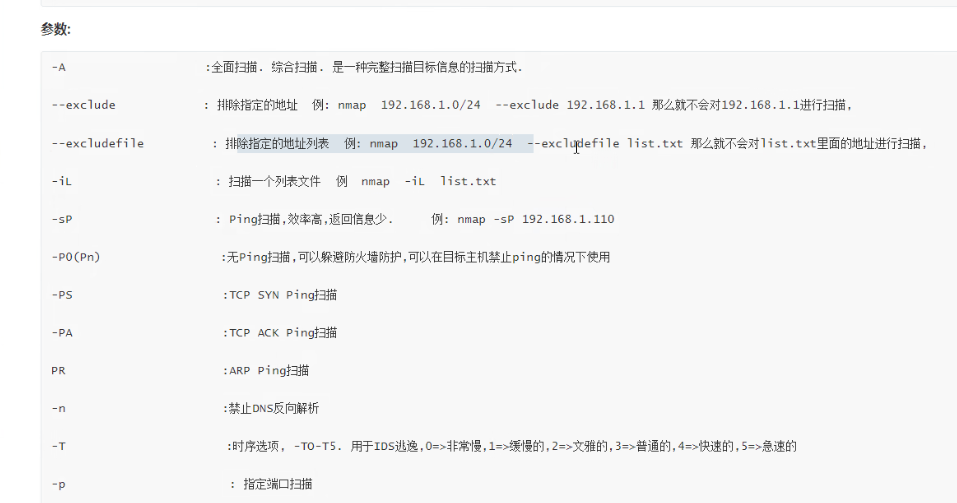 参数:
-A :全面扫描. 综合扫描. 是一种完整扫描目标信息的扫描方式.
--exclude : 排除指定的地址 例: nmap 192.168.1.0/24 --exclude 192.168.1.1 那么就不会对192.168.1.1进行扫描,
--excludefile : 排除指定的地址列表 例: nmap 192.168.1.0/24 --excludefile list.txt 那么就不会对list.txt里面的地址进行扫描,
-iL : 扫描一个列表文件 例 nmap -iL list.txt
-sP : Ping扫描,效率高,返回信息少. 例: nmap -sP 192.168.1.110
-P0(Pn) :无Ping扫描,可以躲避防火墙防护,可以在目标主机禁止ping的情况下使用
-PS :TCP SYN Ping扫描
-PA :TCP ACK Ping扫描
PR :ARP Ping扫描
-n :禁止DNS反向解析
-T :时序选项, -TO-T5. 用于IDS逃逸,0=>非常慢,1=>缓慢的,2=>文雅的,3=>普通的,4=>快速的,5=>急速的
-p : 指定端口扫描